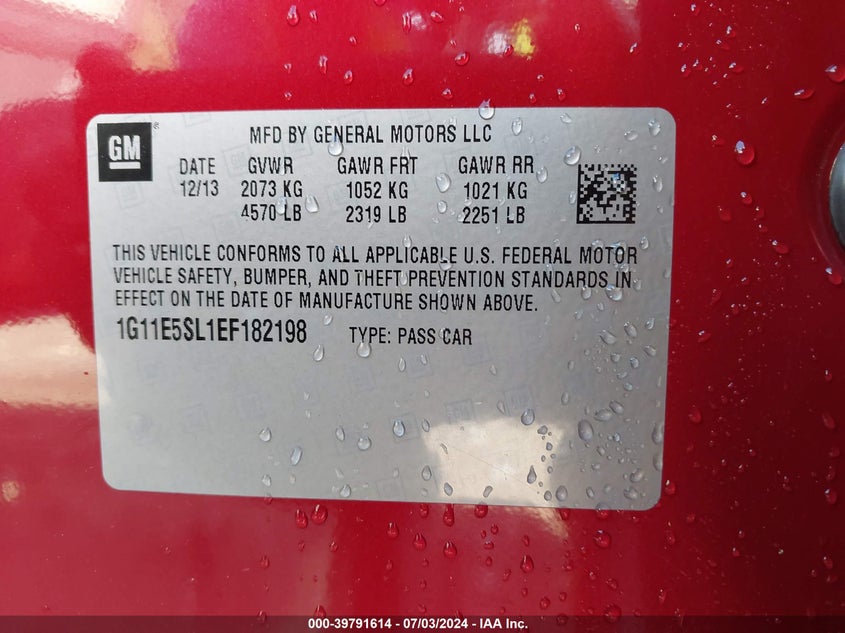 GM
®
MFD BY GENERAL MOTORS LLC
DATE GVWR GAWR FRT GAWR RR
12/13 2073 KG 1052 KG 1021 KG
4570 LB 2319 LB 2251 LB
THIS VEHICLE CONFORMS TO ALL APPLICABLE U.S. FEDERAL MOTOR
VEHICLE SAFETY, BUMPER, AND THEFT PREVENTION STANDARDS IN
EFFECT ON THE DATE OF MANUFACTURE SHOWN ABOVE.
1G11E5SL1EF182198 TYPE: PASS CAR
000-39791614 - 07/03/2024 - IAA Inc.